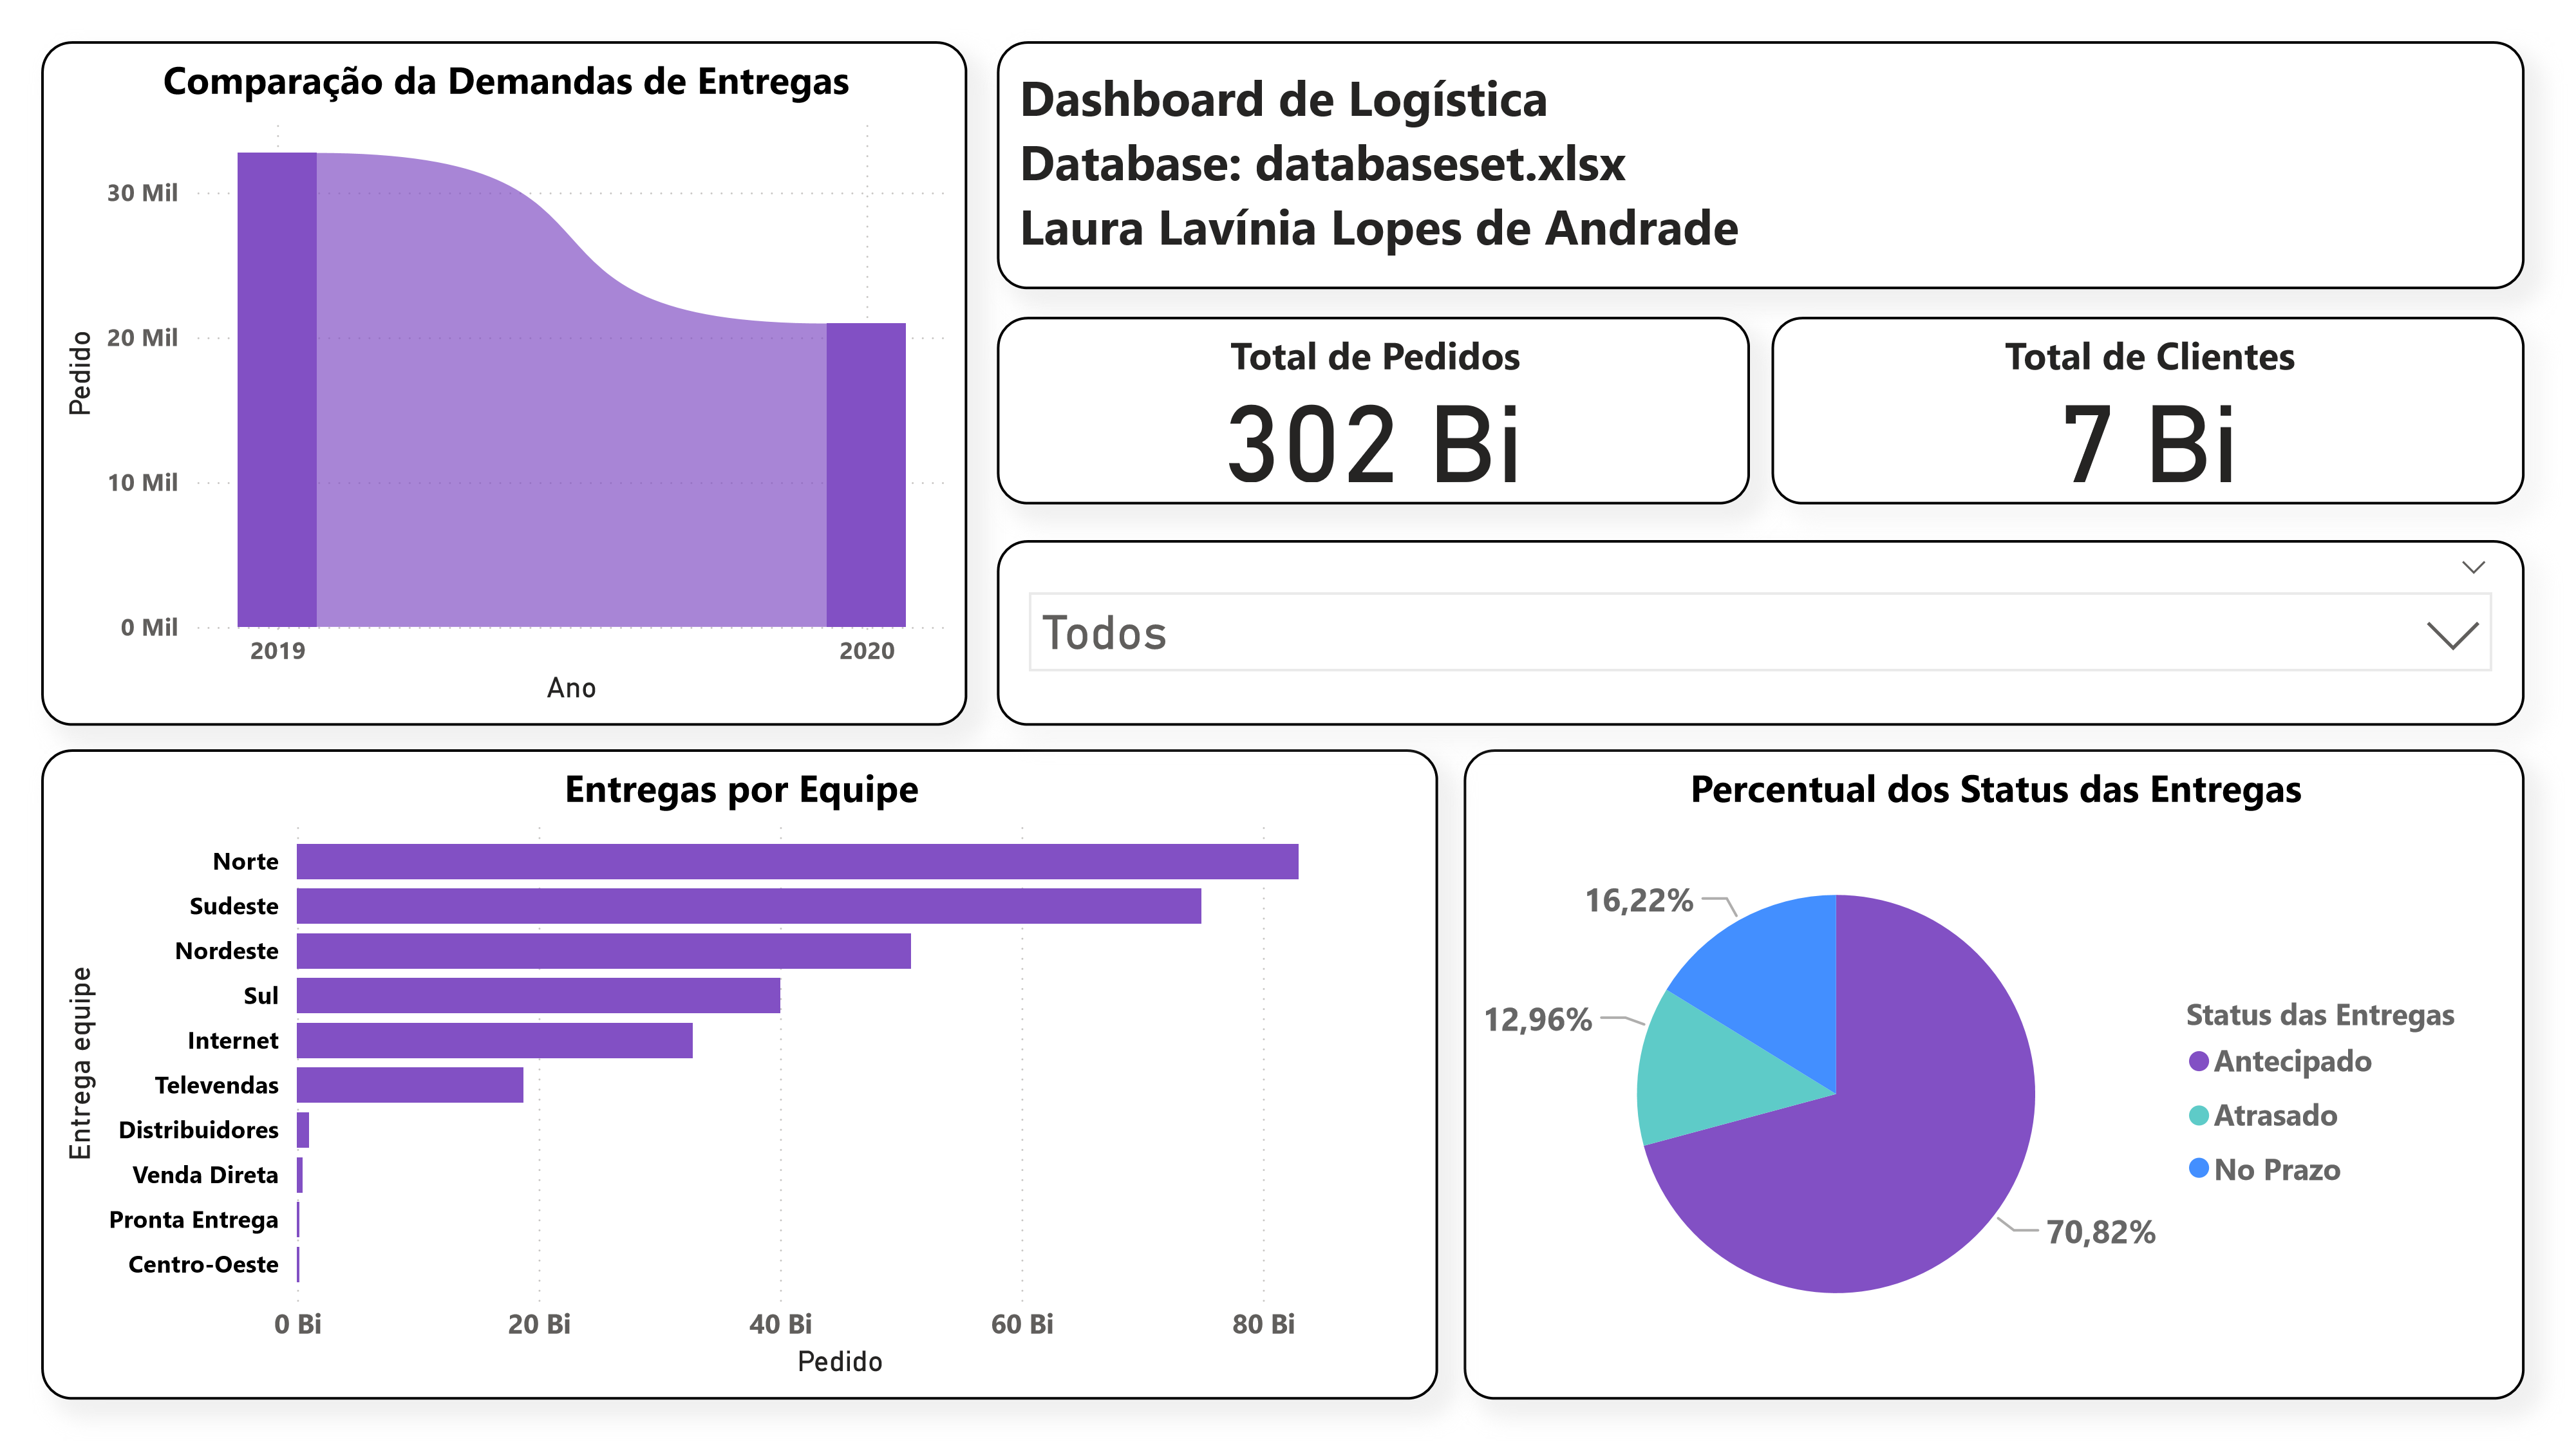 Comparação da Demandas de Entregas
Pedido
30 Mil
20 Mil
10 Mil
0 Mil
2019
2020
Ano
Dashboard de Logística
Database: databaseset.xlsx
Laura Lavínia Lopes de Andrade
Total de Pedidos
302 Bi
Total de Clientes
7 Bi
Todos
Entregas por Equipe
Entrega equipe
Norte
Sudeste
Nordeste
Sul
Internet
Televendas
Distribuidores
Venda Direta
Pronta Entrega
Centro-Oeste
0 Bi
20 Bi
40 Bi
60 Bi
80 Bi
Pedido
Percentual dos Status das Entregas
16,22%
12,96%
70,82%
Status das Entregas
Antecipado
Atrasado
No Prazo